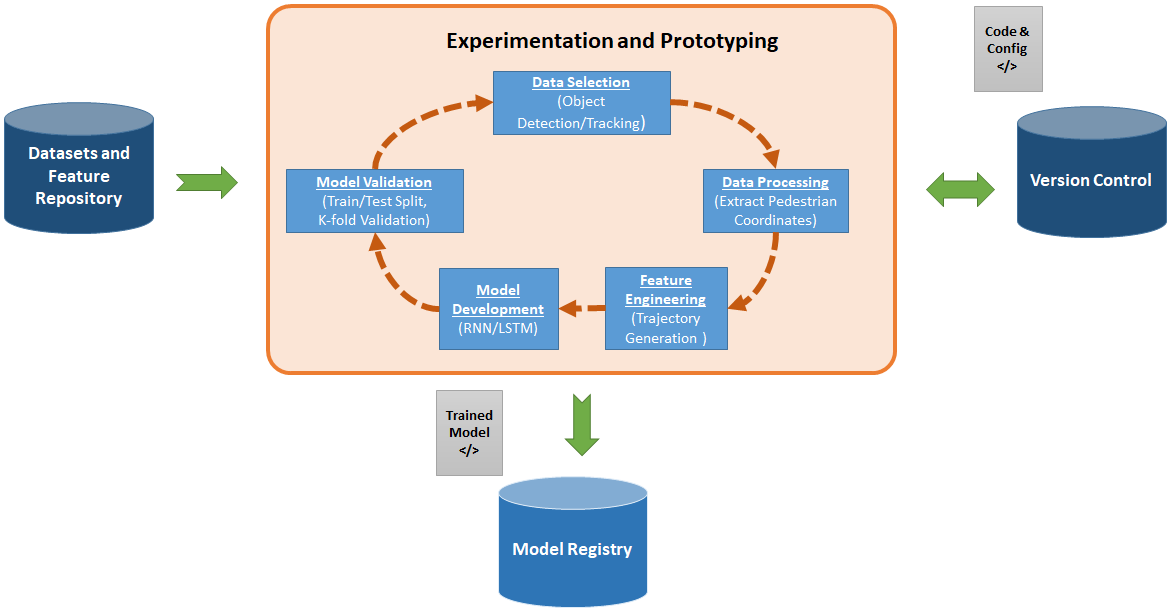 Experimentation and Prototyping
Code &
Config
</>
Data Selection
(Object
Detection/Tracking)
Datasets and
Feature
Repository
Model Validation
(Train/Test Split,
K-fold Validation)
Data Processing
(Extract Pedestrian
Coordinates)
Version Control
Model
Development
(RNN/LSTM)
Feature
Engineering
(Trajectory
Generation )
Trained
Model
</>
Model Registry